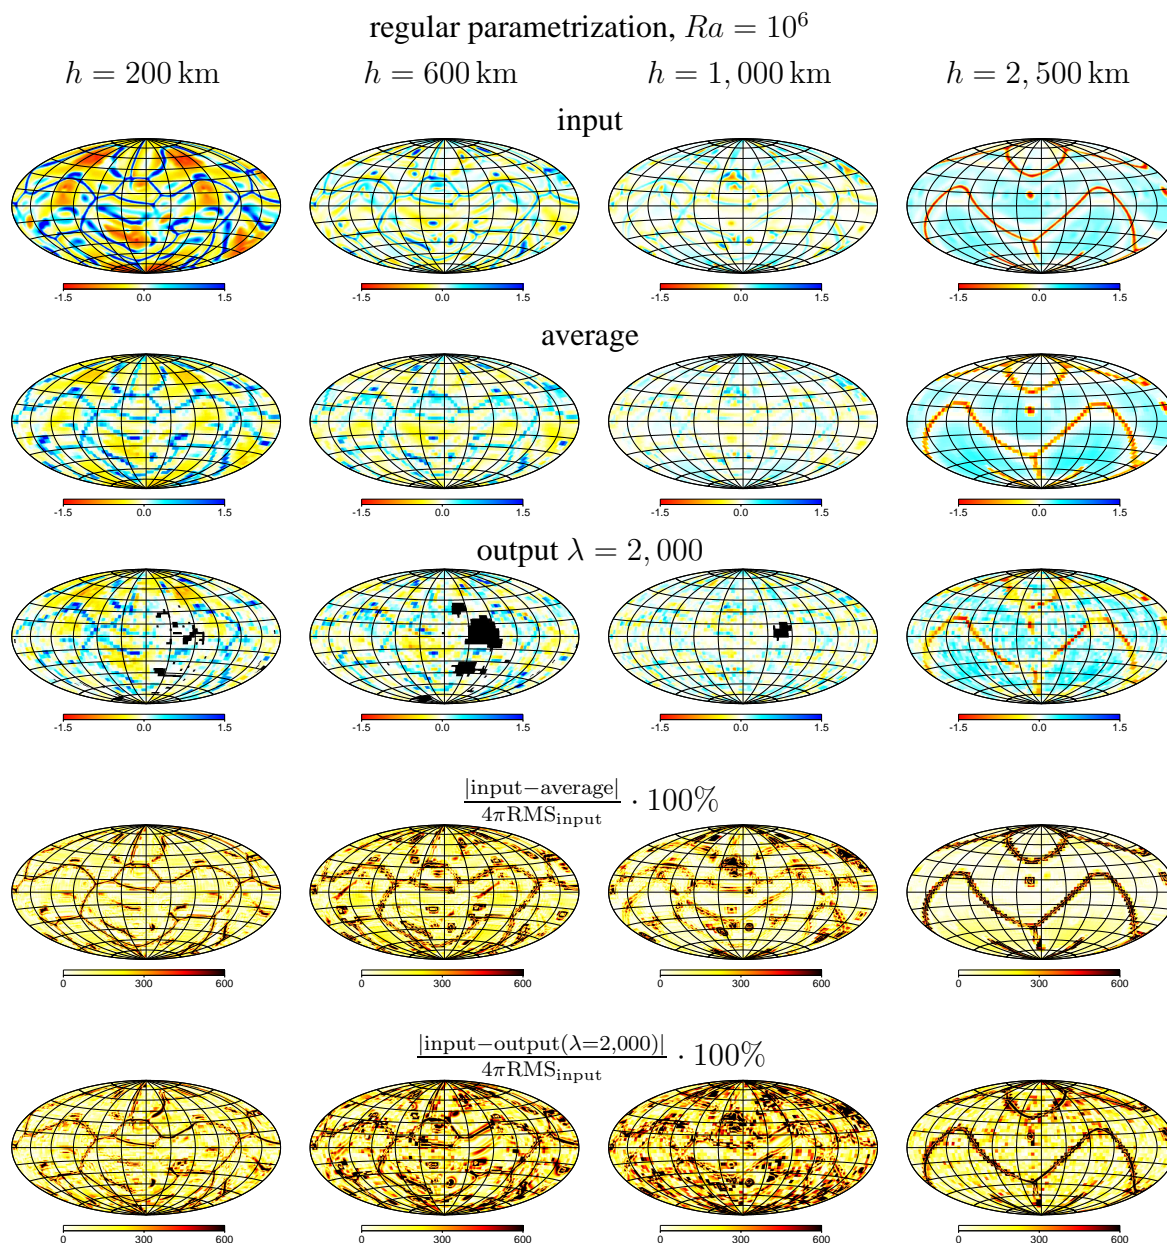 regular parametrization, Ra = 10⁶
h = 200 km h = 600 km h = 1, 000 km h = 2, 500 km
input
-1.5 0.0 1.5 -1.5 0.0 1.5 -1.5 0.0 1.5 -1.5 0.0 1.5
average
-1.5 0.0 1.5 -1.5 0.0 1.5 -1.5 0.0 1.5 -1.5 0.0 1.5
output λ = 2, 000
-1.5 0.0 1.5 -1.5 0.0 1.5 -1.5 0.0 1.5 -1.5 0.0 1.5
|input−average|
4πRMS_input · 100%
0 300 600 0 300 600 0 300 600 0 300 600
|input−output(λ=2,000)|
4πRMS_input · 100%
0 300 600 0 300 600 0 300 600 0 300 600